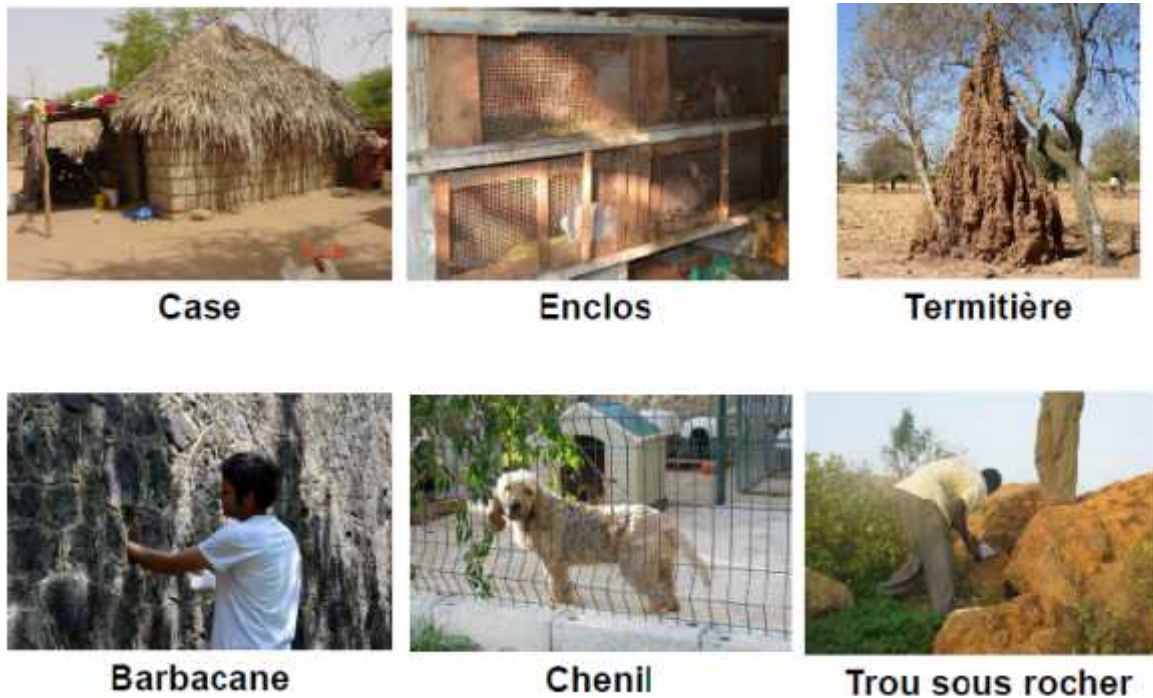 Case
Enclos
Termitière
Barbacane
Chenil
Trou sous rocher